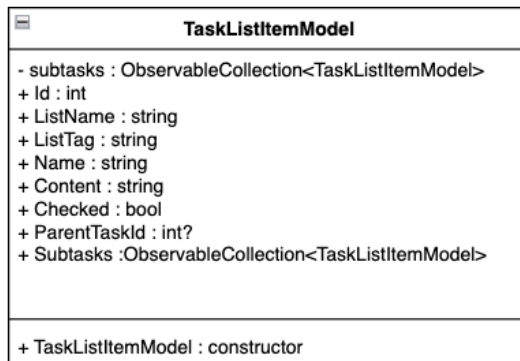 TaskListItemModel
- subtasks : ObservableCollection<TaskListItemModel>
+ Id : int
+ ListName : string
+ ListTag : string
+ Name : string
+ Content : string
+ Checked : bool
+ ParentTaskId : int?
+ Subtasks :ObservableCollection<TaskListItemModel>
+ TaskListItemModel : constructor